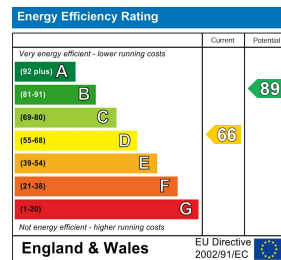 Energy Efficiency Rating
Current Potential
Very energy efficient - lower running costs
(92 plus) A
(81-91) B
89
(69-80) C
(55-68) D
66
(39-54) E
(21-38) F
(1-20) G
Not energy efficient - higher running costs
England & Wales
EU Directive
2002/91/EC